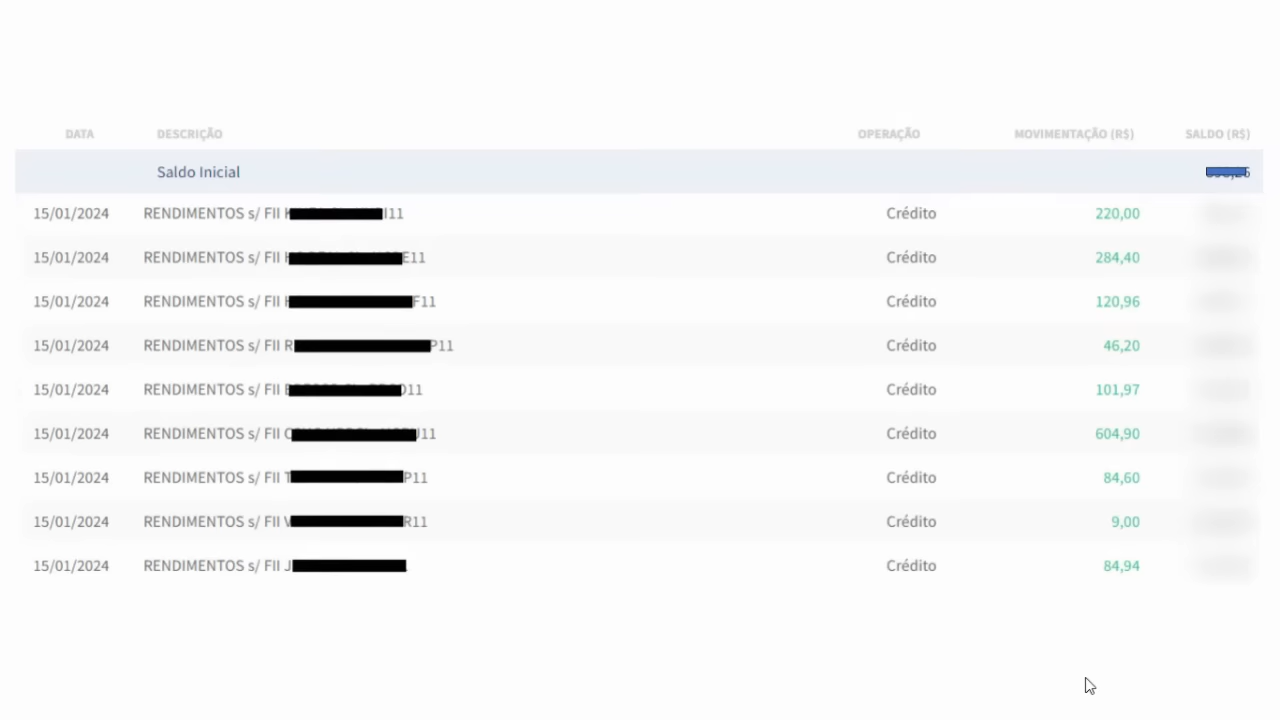 DATA DESCRIÇÃO OPERAÇÃO MOVIMENTAÇÃO (R$) SALDO (R$)
Saldo Inicial
15/01/2024 RENDIMENTOS s/ FII I11 Crédito 220,00
15/01/2024 RENDIMENTOS s/ FII E11 Crédito 284,40
15/01/2024 RENDIMENTOS s/ FII F11 Crédito 120,96
15/01/2024 RENDIMENTOS s/ FII R P11 Crédito 46,20
15/01/2024 RENDIMENTOS s/ FII 11 Crédito 101,97
15/01/2024 RENDIMENTOS s/ FII 11 Crédito 604,90
15/01/2024 RENDIMENTOS s/ FII T P11 Crédito 84,60
15/01/2024 RENDIMENTOS s/ FII V R11 Crédito 9,00
15/01/2024 RENDIMENTOS s/ FII J Crédito 84,94